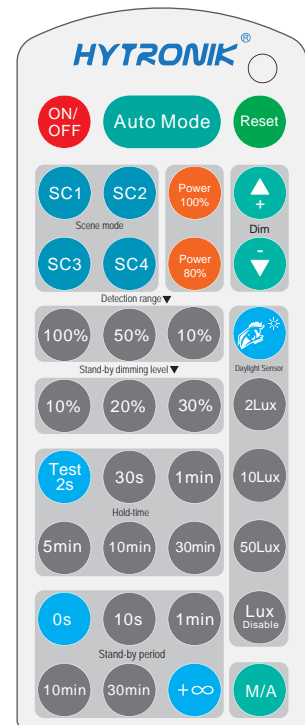 HYTRONIK®
ON/
OFF
Auto Mode
Reset
SC1 SC2
Power
100%
+
Scene mode
Dim
SC3 SC4
Power
80%
-
Detection range▼
100% 50% 10%
Stand-by dimming level▼
Daylight Sensor
10% 20% 30% 2Lux
Test
2s
30s 1min 10Lux
Hold-time
5min 10min 30min 50Lux
0s 10s 1min
Lux
Disable
Stand-by period
10min 30min +∞ M/A